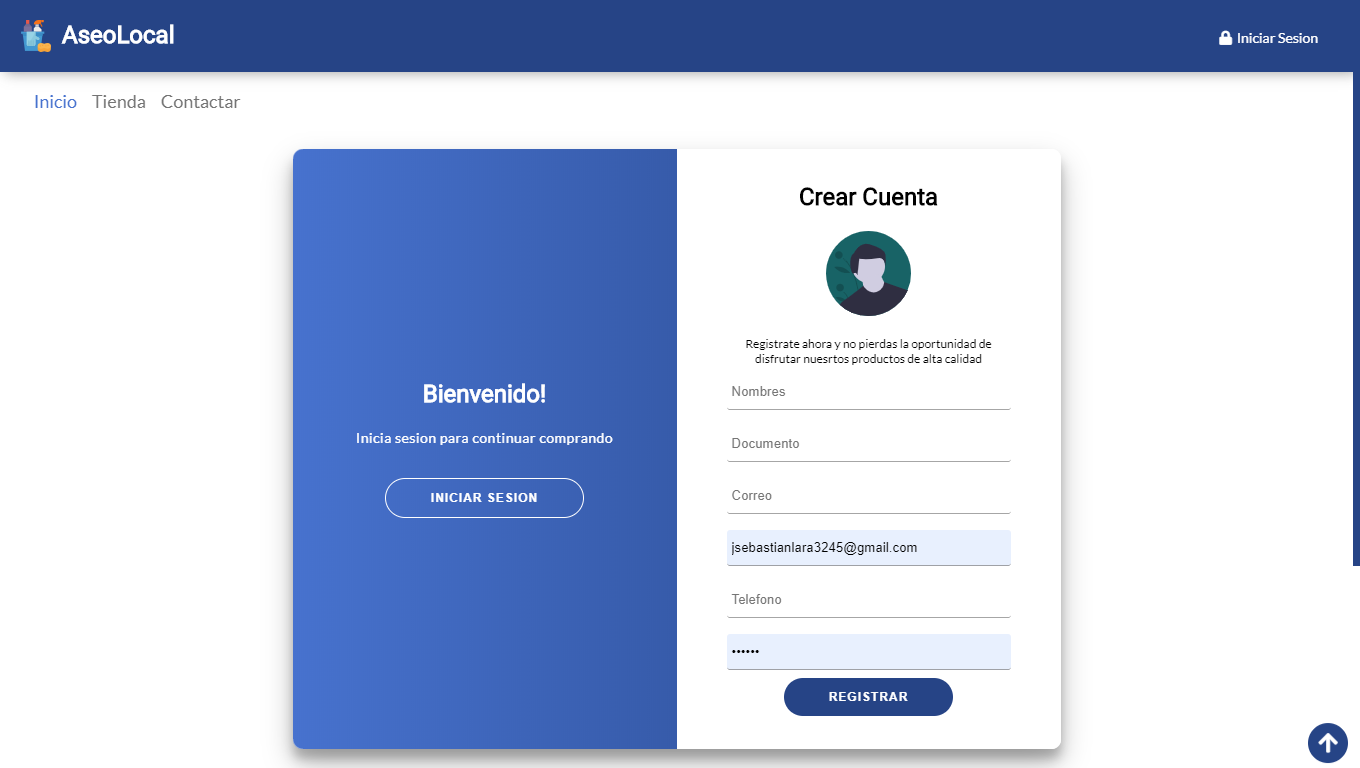 AseoLocal
Iniciar Sesion
Inicio Tienda Contactar
Bienvenido!
Inicia sesion para continuar comprando
INICIAR SESION
Crear Cuenta
Registrate ahora y no pierdas la oportunidad de
disfrutar nuesrtos productos de alta calidad
Nombres
Documento
Correo
jsebastianlara3245@gmail.com
Telefono
••••••
REGISTRAR